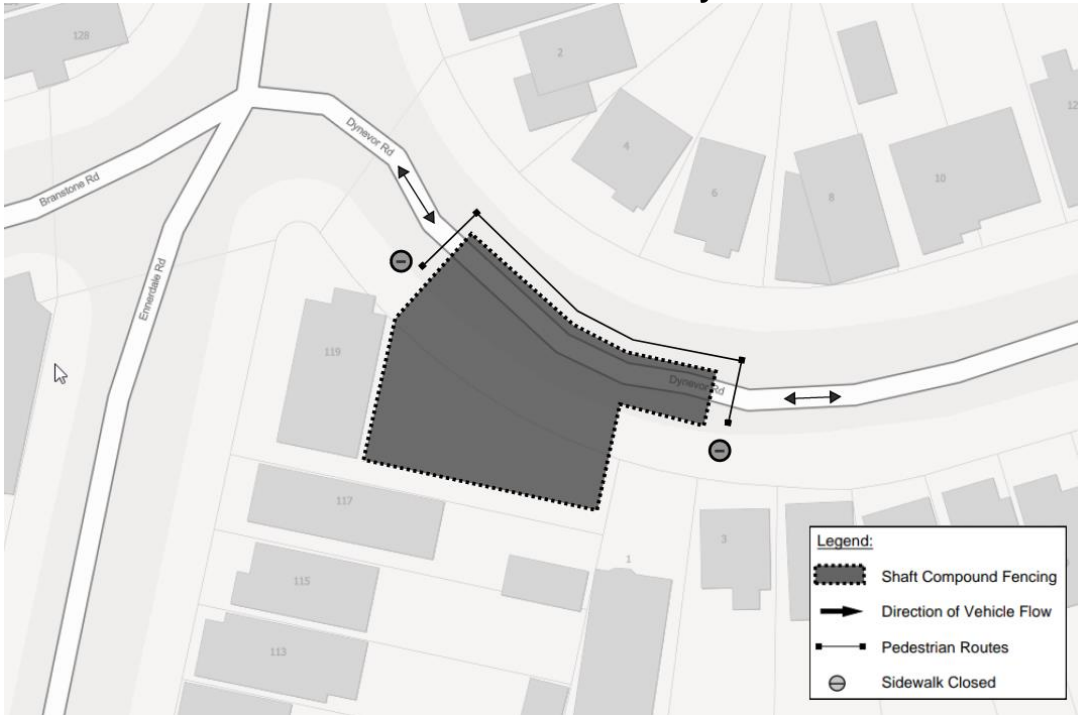 128
2
4
6
8
10
12
Dynevor Rd
Branstone Rd
Ennerdale Rd
119
Dynevor Rd
117
115
113
1
3
Legend:
Shaft Compound Fencing
Direction of Vehicle Flow
Pedestrian Routes
Sidewalk Closed